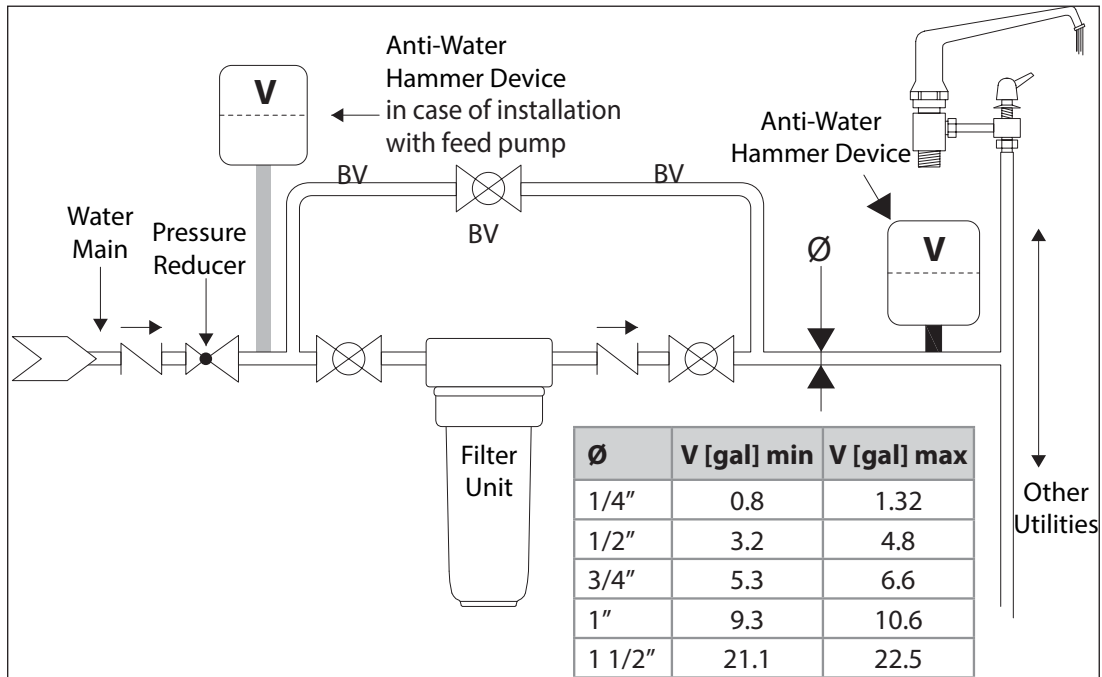 V
Anti-Water
Hammer Device
in case of installation
with feed pump
Anti-Water
Hammer Device
BV
BV
BV
Water
Main
Pressure
Reducer
Ø
V
Filter
Unit
Other
Utilities
Ø V [gal] min V [gal] max
1/4” 0.8 1.32
1/2” 3.2 4.8
3/4” 5.3 6.6
1” 9.3 10.6
1 1/2” 21.1 22.5